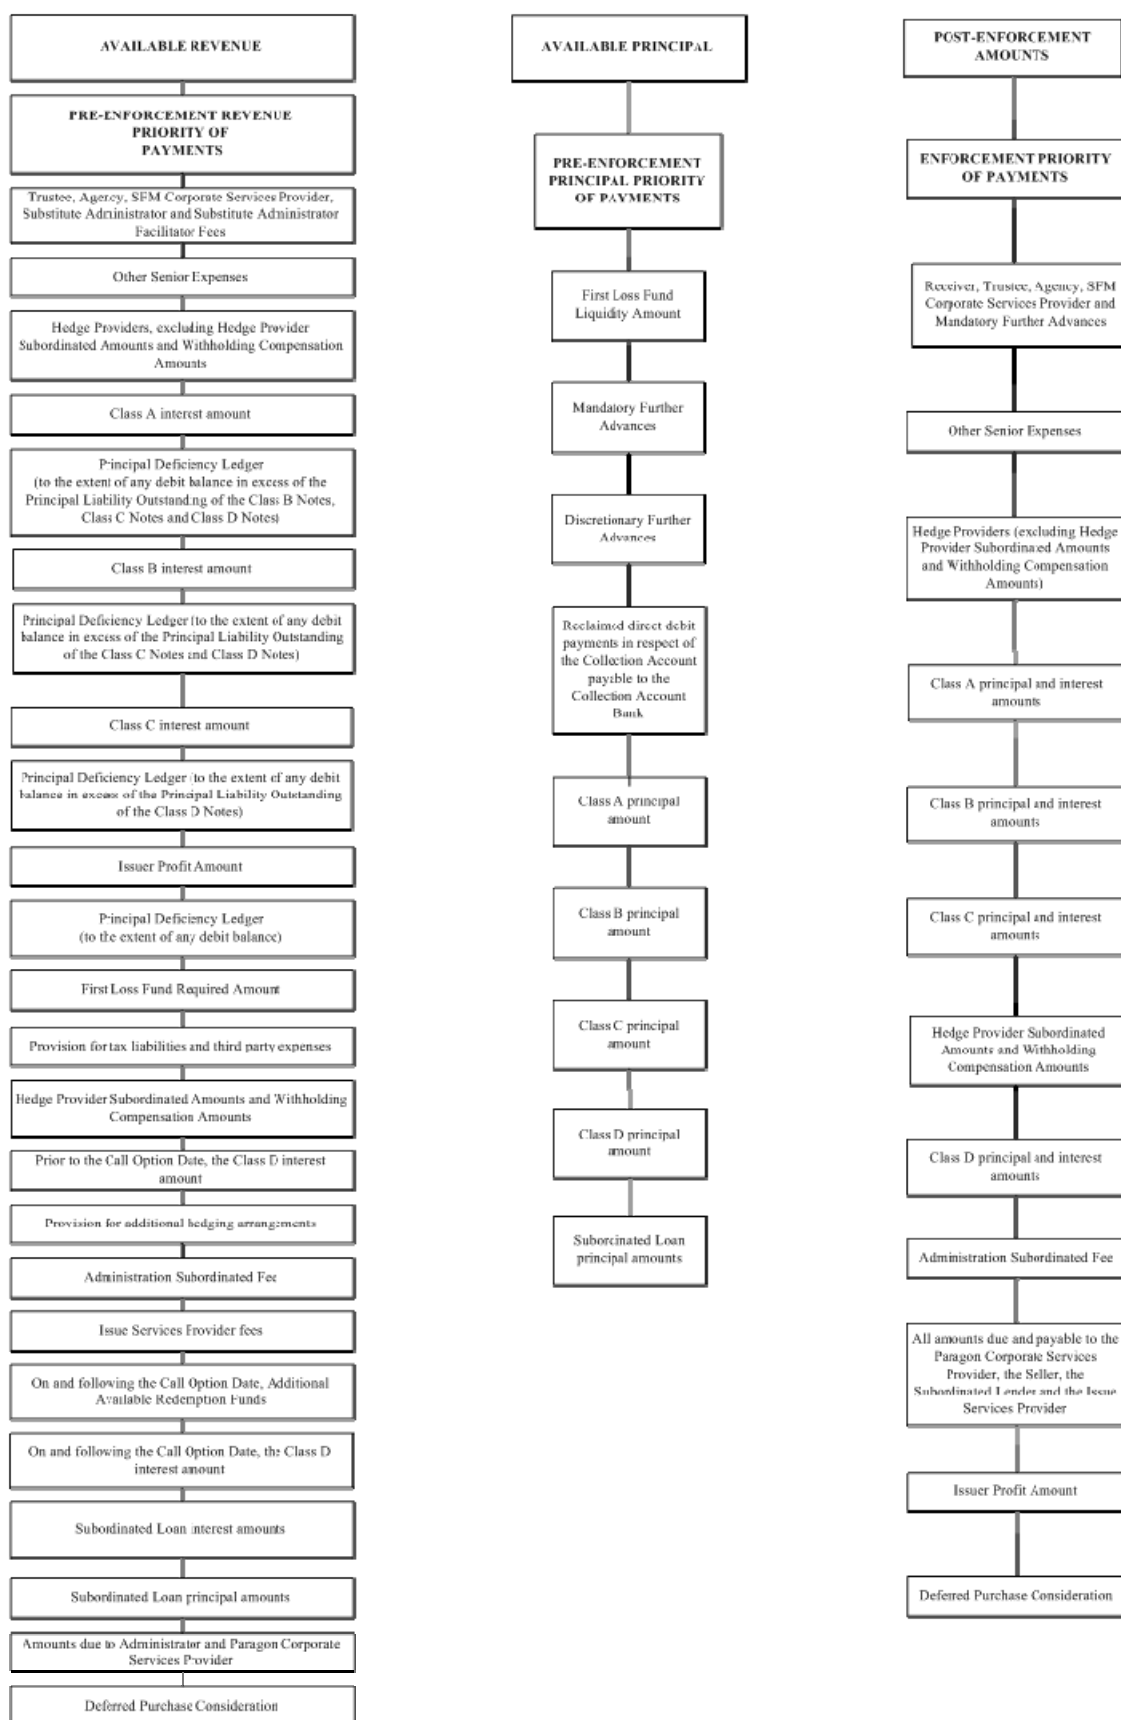 AVAILABLE REVENUE
PRE-ENFORCEMENT REVENUE
PRIORITY OF
PAYMENTS
Trustee, Agency, SFM Corporate Services Provider,
Substitute Administrator and Substitute Administrator
Facilitator Fees
Other Senior Expenses
Hedge Providers, excluding Hedge Provider
Subordinated Amounts and Withholding Compensation
Amounts
Class A interest amount
Principal Deficiency Ledger
(to the extent of any debit balance in excess of the
Principal Liability Outstanding of the Class B Notes,
Class C Notes and Class D Notes)
Class B interest amount
Principal Deficiency Ledger (to the extent of any debit
balance in excess of the Principal Liability Outstanding
of the Class C Notes and Class D Notes)
Class C interest amount
Principal Deficiency Ledger (to the extent of any debit
balance in excess of the Principal Liability Outstanding
of the Class D Notes)
Issuer Profit Amount
Principal Deficiency Ledger
(to the extent of any debit balance)
First Loss Fund Required Amount
Provision for tax liabilities and third party expenses
Hedge Provider Subordinated Amounts and Withholding
Compensation Amounts
Prior to the Call Option Date, the Class D interest
amount
Provision for additional hedging arrangements
Administration Subordinated Fee
Issue Services Provider fees
On and following the Call Option Date, Additional
Available Redemption Funds
On and following the Call Option Date, the Class D
interest amount
Subordinated Loan interest amounts
Subordinated Loan principal amounts
Amounts due to Administrator and Paragon Corporate
Services Provider
Deferred Purchase Consideration
AVAILABLE PRINCIPAL
PRE-ENFORCEMENT
PRINCIPAL PRIORITY
OF PAYMENTS
First Loss Fund
Liquidity Amount
Mandatory Further
Advances
Discretionary Further
Advances
Reclaimed direct debit
payments in respect of
the Collection Account
payable to the
Collection Account
Bank
Class A principal
amount
Class B principal
amount
Class C principal
amount
Class D principal
amount
Subordinated Loan
principal amounts
POST-ENFORCEMENT
AMOUNTS
ENFORCEMENT PRIORITY
OF PAYMENTS
Receiver, Trustee, Agency, SFM
Corporate Services Provider and
Mandatory Further Advances
Other Senior Expenses
Hedge Providers (excluding Hedge
Provider Subordinated Amounts
and Withholding Compensation
Amounts)
Class A principal and interest
amounts
Class B principal and interest
amounts
Class C principal and interest
amounts
Hedge Provider Subordinated
Amounts and Withholding
Compensation Amounts
Class D principal and interest
amounts
Administration Subordinated Fee
All amounts due and payable to the
Paragon Corporate Services
Provider, the Seller, the
Subordinated Lender and the Issue
Services Provider
Issuer Profit Amount
Deferred Purchase Consideration